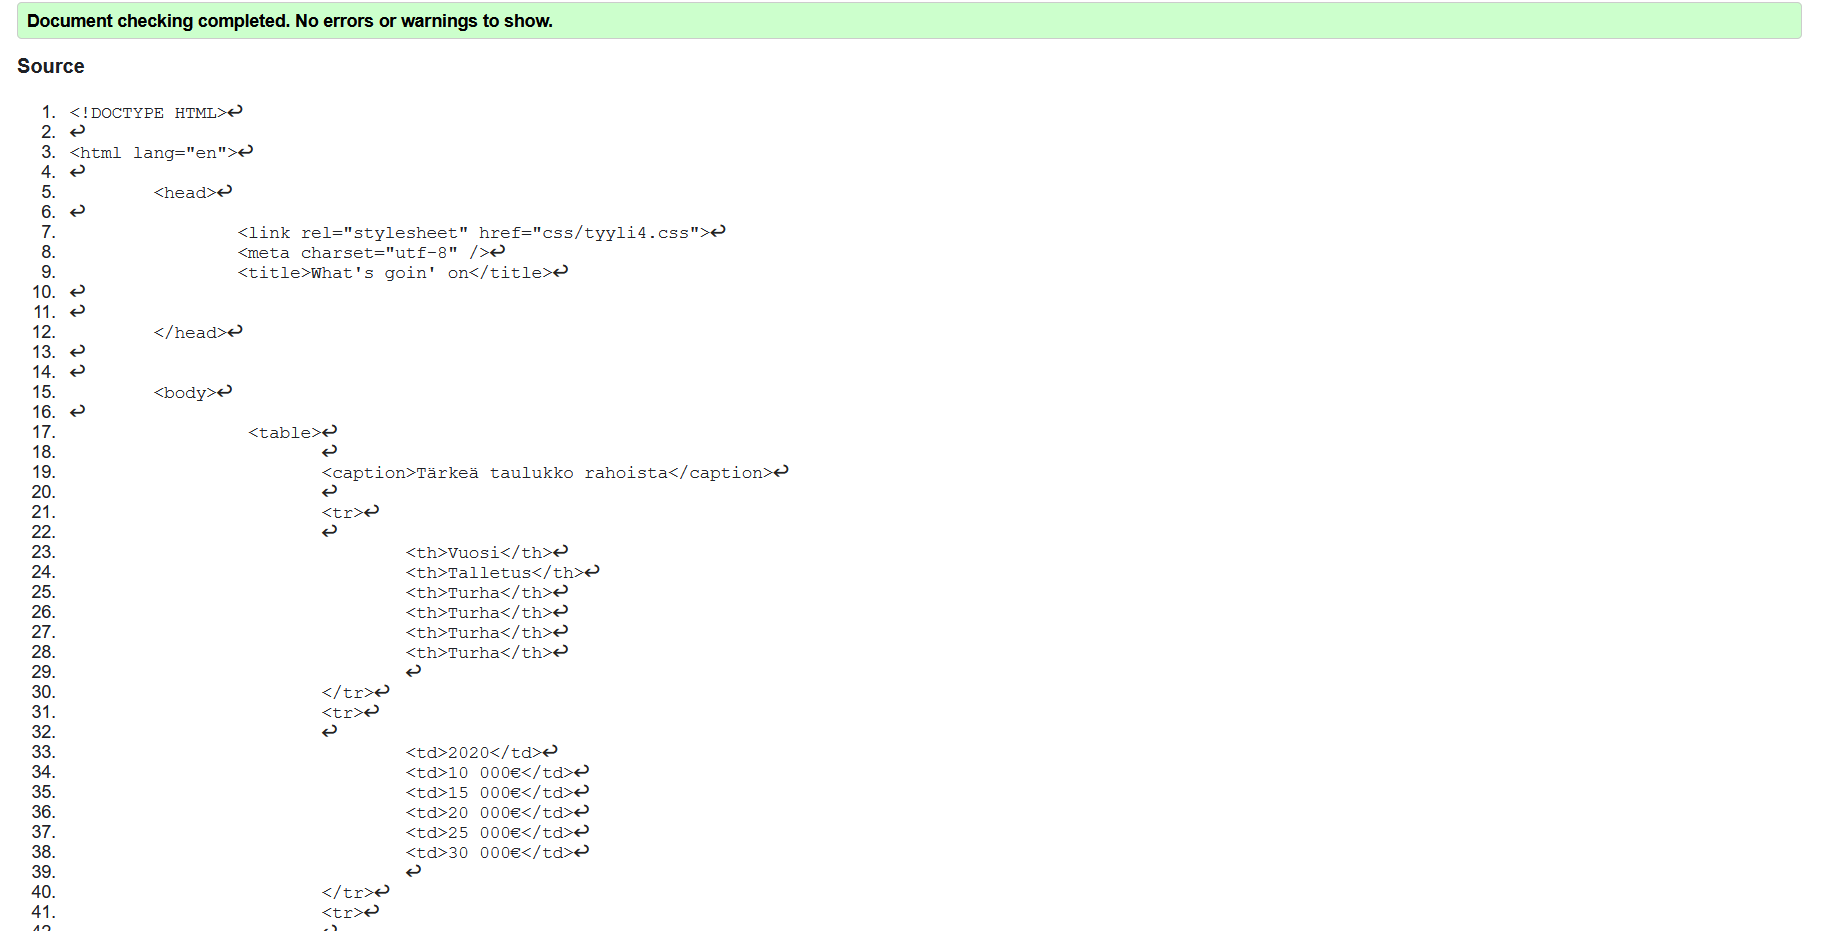 Document checking completed. No errors or warnings to show.
Source
1. <!DOCTYPE HTML>↩
2. ↩
3. <html lang="en">↩
4. ↩
5. <head>↩
6. ↩
7. <link rel="stylesheet" href="css/tyyli4.css">↩
8. <meta charset="utf-8" />↩
9. <title>What's goin' on</title>↩
10. ↩
11. ↩
12. </head>↩
13. ↩
14. ↩
15. <body>↩
16. ↩
17. <table>↩
18. ↩
19. <caption>Tärkeä taulukko rahoista</caption>↩
20. ↩
21. <tr>↩
22. ↩
23. <th>Vuosi</th>↩
24. <th>Talletus</th>↩
25. <th>Turha</th>↩
26. <th>Turha</th>↩
27. <th>Turha</th>↩
28. <th>Turha</th>↩
29. ↩
30. </tr>↩
31. <tr>↩
32. ↩
33. <td>2020</td>↩
34. <td>10 000€</td>↩
35. <td>15 000€</td>↩
36. <td>20 000€</td>↩
37. <td>25 000€</td>↩
38. <td>30 000€</td>↩
39. ↩
40. </tr>↩
41. <tr>↩